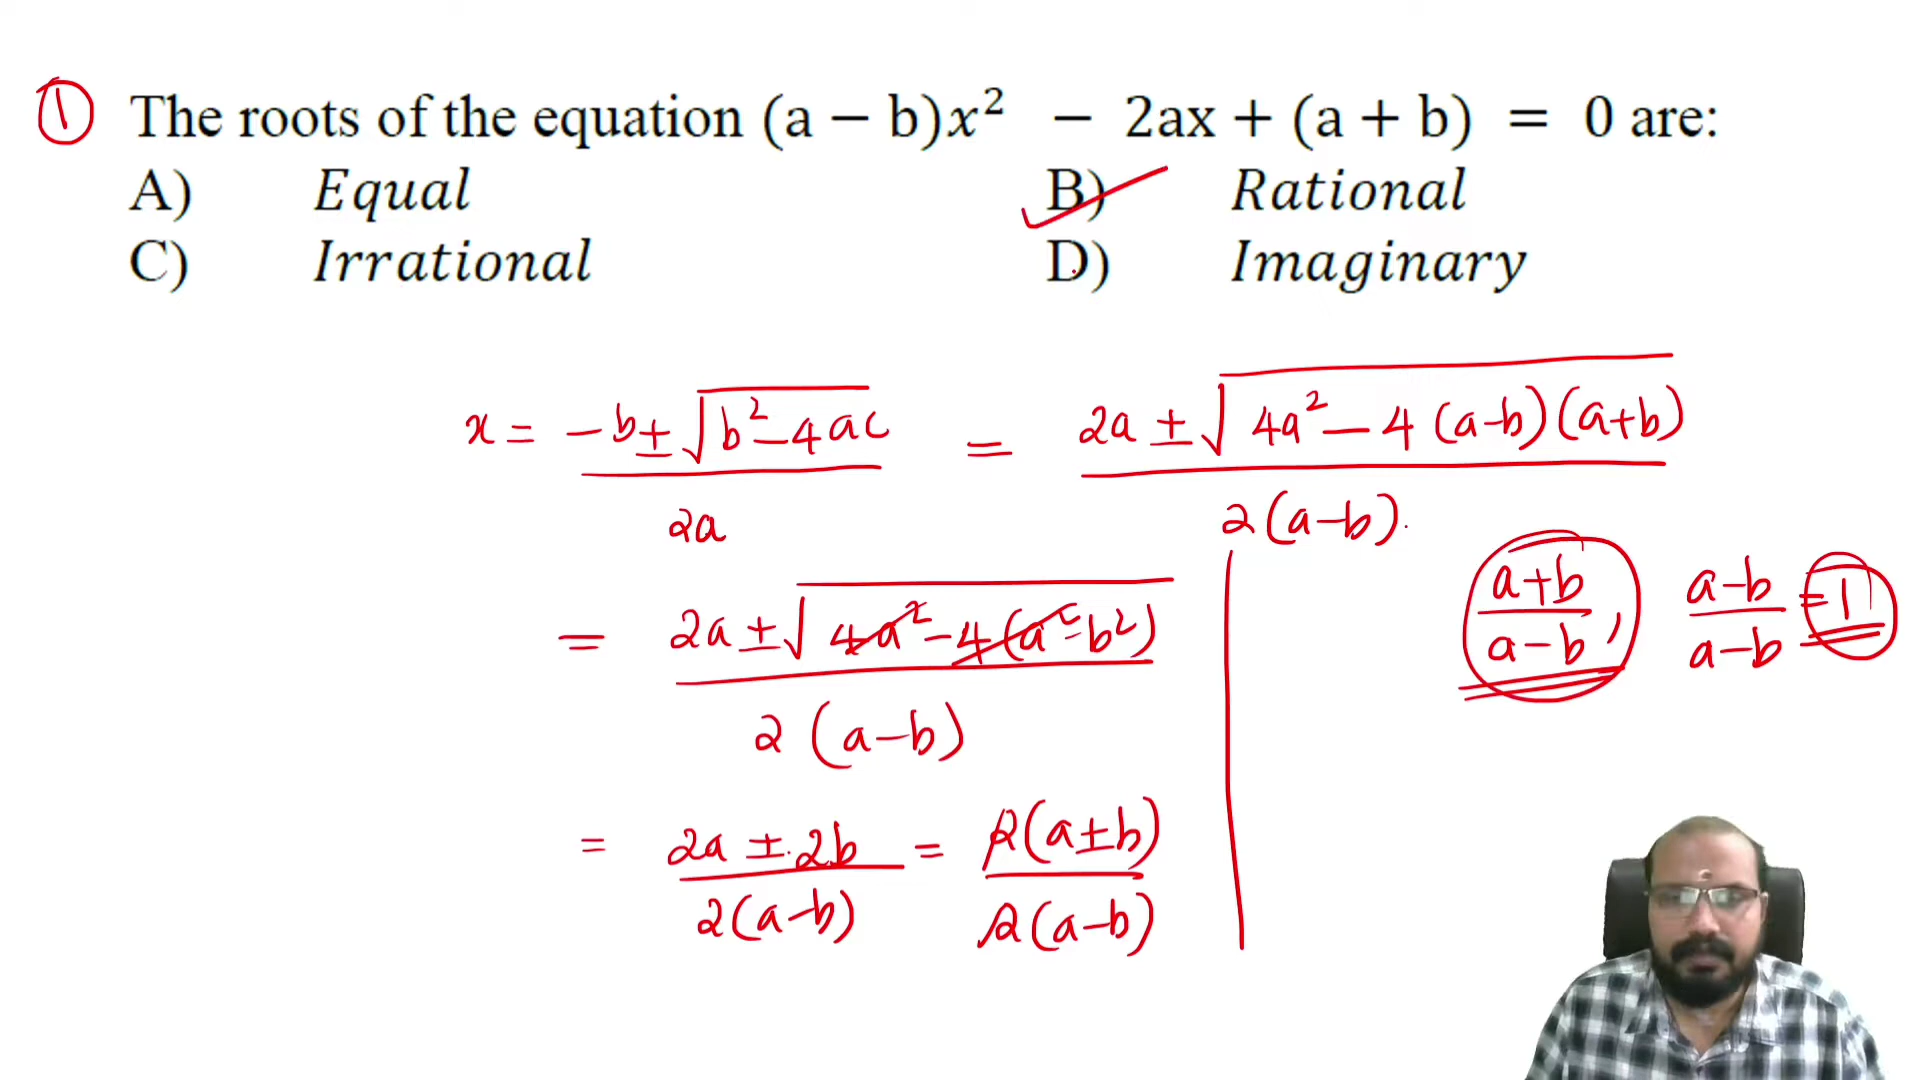 ① The roots of the equation (a − b)x² − 2ax + (a + b) = 0 are:
A) Equal B) Rational
C) Irrational D) Imaginary
x = (−b ± √(b² − 4ac)) / 2a = (2a ± √(4a² − 4(a−b)(a+b))) / 2(a−b).
= (2a ± √(4a² − 4(a² − b²))) / 2(a−b)
(a+b)/(a−b), (a−b)/(a−b) = 1
= (2a ± 2b) / 2(a−b) = 2(a±b) / 2(a−b)